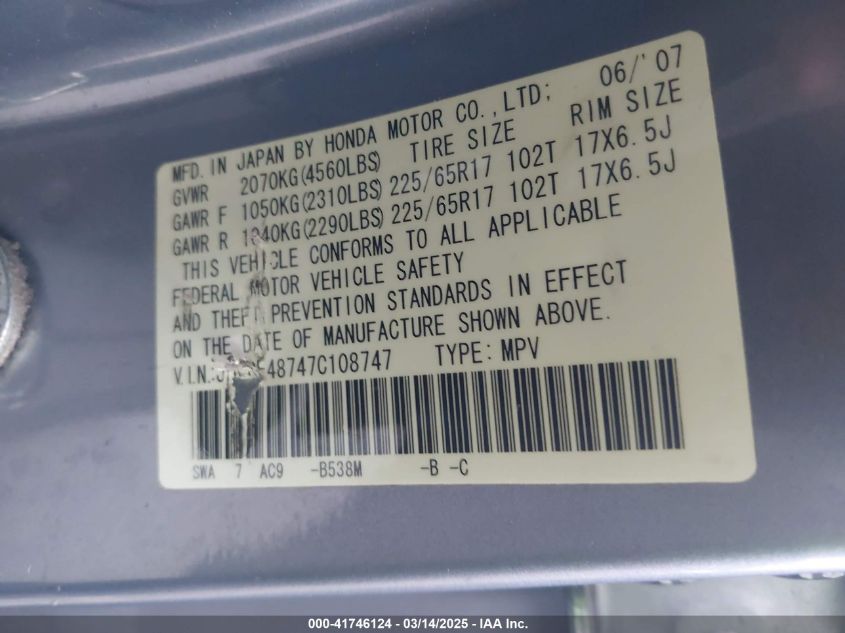 MFD. IN JAPAN BY HONDA MOTOR CO., LTD; 06/'07
GVWR 2070KG(4560LBS) TIRE SIZE RIM SIZE
GAWR F 1050KG(2310LBS) 225/65R17 102T 17X6.5J
GAWR R 1040KG(2290LBS) 225/65R17 102T 17X6.5J
THIS VEHICLE CONFORMS TO ALL APPLICABLE
FEDERAL MOTOR VEHICLE SAFETY
AND THEFT PREVENTION STANDARDS IN EFFECT
ON THE DATE OF MANUFACTURE SHOWN ABOVE.
V.I.N.: 48747C108747 TYPE: MPV
SWA 7 AC9 -B538M -B -C
000-41746124 - 03/14/2025 - IAA Inc.